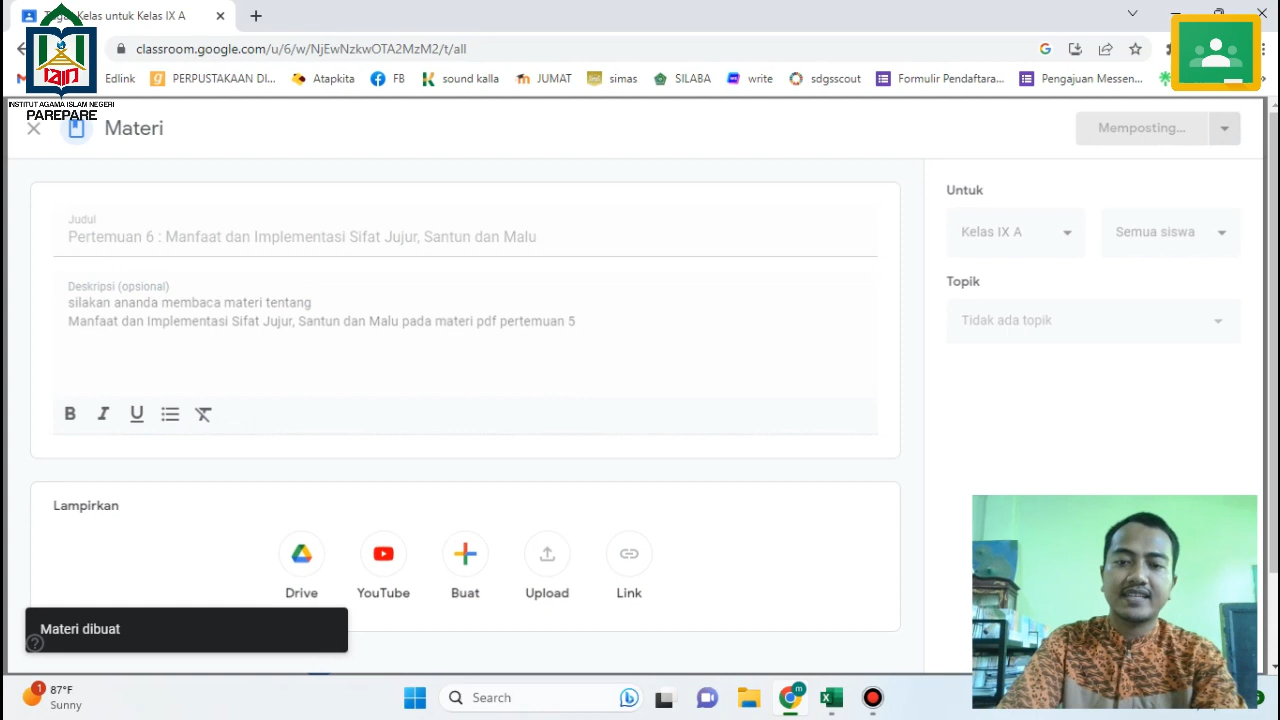 Tugas Kelas untuk Kelas IX A
classroom.google.com/u/6/w/NjEwNzkwOTA2MzM2/t/all
Edlink
PERPUSTAKAAN DI...
Atapkita
FB
sound kalla
JUMAT
simas
SILABA
write
sdgsscout
Formulir Pendaftara...
Pengajuan Messen...
iain
INSTITUT AGAMA ISLAM NEGERI
PAREPARE
Materi
Memposting...
Judul
Pertemuan 6 : Manfaat dan Implementasi Sifat Jujur, Santun dan Malu
Deskripsi (opsional)
silakan ananda membaca materi tentang
Manfaat dan Implementasi Sifat Jujur, Santun dan Malu pada materi pdf pertemuan 5
B I U
Untuk
Kelas IX A
Semua siswa
Topik
Tidak ada topik
Lampirkan
Drive
YouTube
Buat
Upload
Link
Materi dibuat
1
87°F
Sunny
Search
m